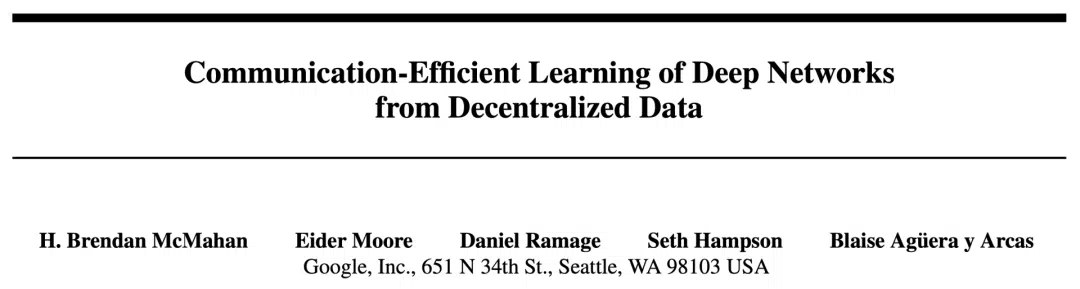 Communication-Efficient Learning of Deep Networks
from Decentralized Data
H. Brendan McMahan Eider Moore Daniel Ramage Seth Hampson Blaise Agüera y Arcas
Google, Inc., 651 N 34th St., Seattle, WA 98103 USA